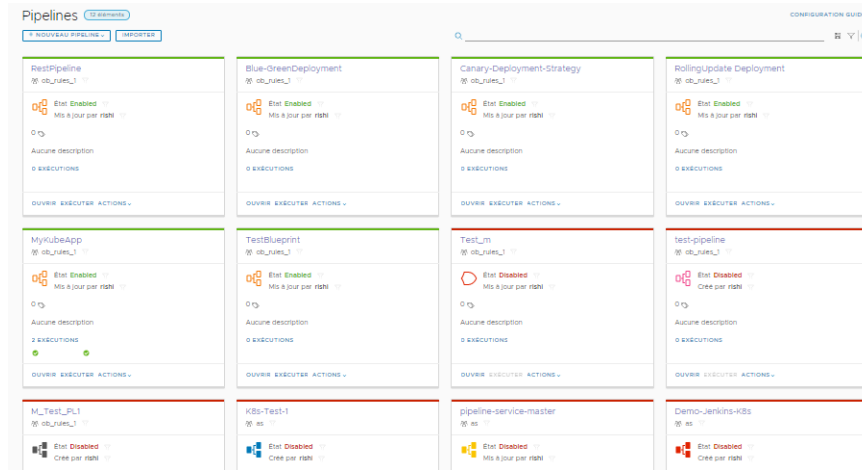 Pipelines 12 éléments
CONFIGURATION GUID
+ NOUVEAU PIPELINE IMPORTER
RestPipeline
ob_rules_1
État Enabled
Mis à jour par rishi
0
Aucune description
0 EXÉCUTIONS
OUVRIR EXÉCUTER ACTIONS
Blue-GreenDeployment
ob_rules_1
État Enabled
Mis à jour par rishi
0
Aucune description
0 EXÉCUTIONS
OUVRIR EXÉCUTER ACTIONS
Canary-Deployment-Strategy
ob_rules_1
État Enabled
Mis à jour par rishi
0
Aucune description
0 EXÉCUTIONS
OUVRIR EXÉCUTER ACTIONS
RollingUpdate Deployment
ob_rules_1
État Enabled
Mis à jour par rishi
0
Aucune description
0 EXÉCUTIONS
OUVRIR EXÉCUTER ACTIONS
MyKubeApp
ob_rules_1
État Enabled
Mis à jour par rishi
0
Aucune description
2 EXÉCUTIONS
OUVRIR EXÉCUTER ACTIONS
TestBlueprint
ob_rules_1
État Enabled
Mis à jour par rishi
0
Aucune description
0 EXÉCUTIONS
OUVRIR EXÉCUTER ACTIONS
Test_m
ob_rules_1
État Disabled
Mis à jour par rishi
0
Aucune description
0 EXÉCUTIONS
OUVRIR EXÉCUTER ACTIONS
test-pipeline
ob_rules_1
État Disabled
Créé par rishi
0
Aucune description
0 EXÉCUTIONS
OUVRIR EXÉCUTER ACTIONS
M_Test_PL1
ob_rules_1
État Disabled
Créé par rishi
K8s-Test-1
as
État Disabled
Créé par rishi
pipeline-service-master
as
État Disabled
Mis à jour par rishi
Demo-Jenkins-K8s
as
État Disabled
Créé par rishi